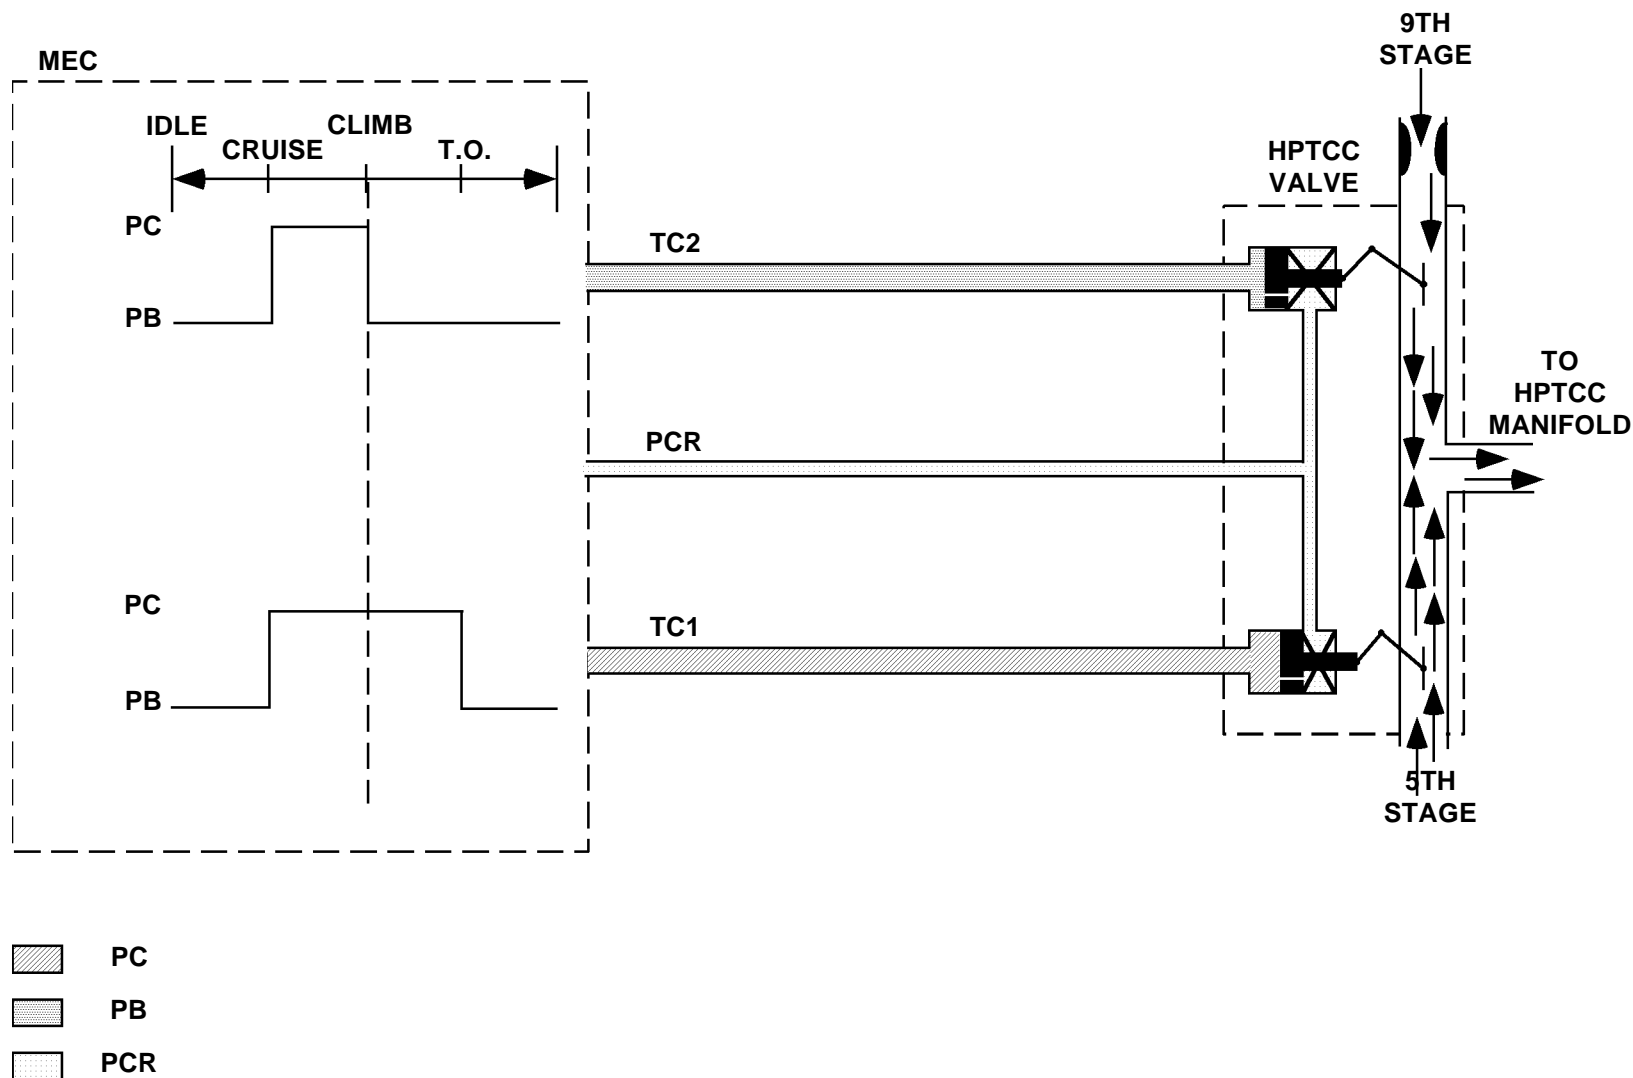 9TH
STAGE
MEC
IDLE
CLIMB
CRUISE
T.O.
HPTCC
VALVE
PC
PB
TC2
TO
HPTCC
MANIFOLD
PCR
PC
PB
TC1
5TH
STAGE
PC
PB
PCR